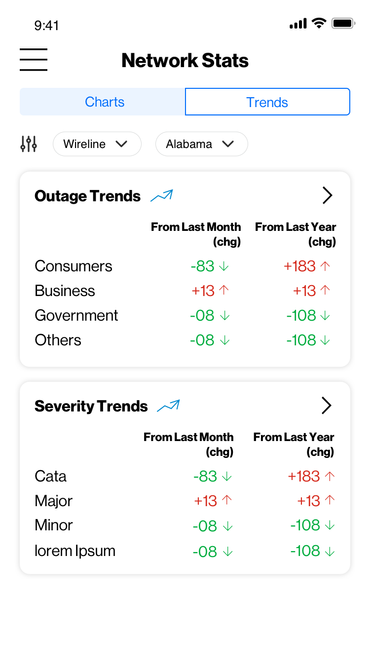 9:41
Network Stats
Charts Trends
Wireline Alabama
Outage Trends
From Last Month From Last Year
(chg) (chg)
Consumers -83 ↓ +183 ↑
Business +13 ↑ +13 ↑
Government -08 ↓ -108 ↓
Others -08 ↓ -108 ↓
Severity Trends
From Last Month From Last Year
(chg) (chg)
Cata -83 ↓ +183 ↑
Major +13 ↑ +13 ↑
Minor -08 ↓ -108 ↓
lorem Ipsum -08 ↓ -108 ↓